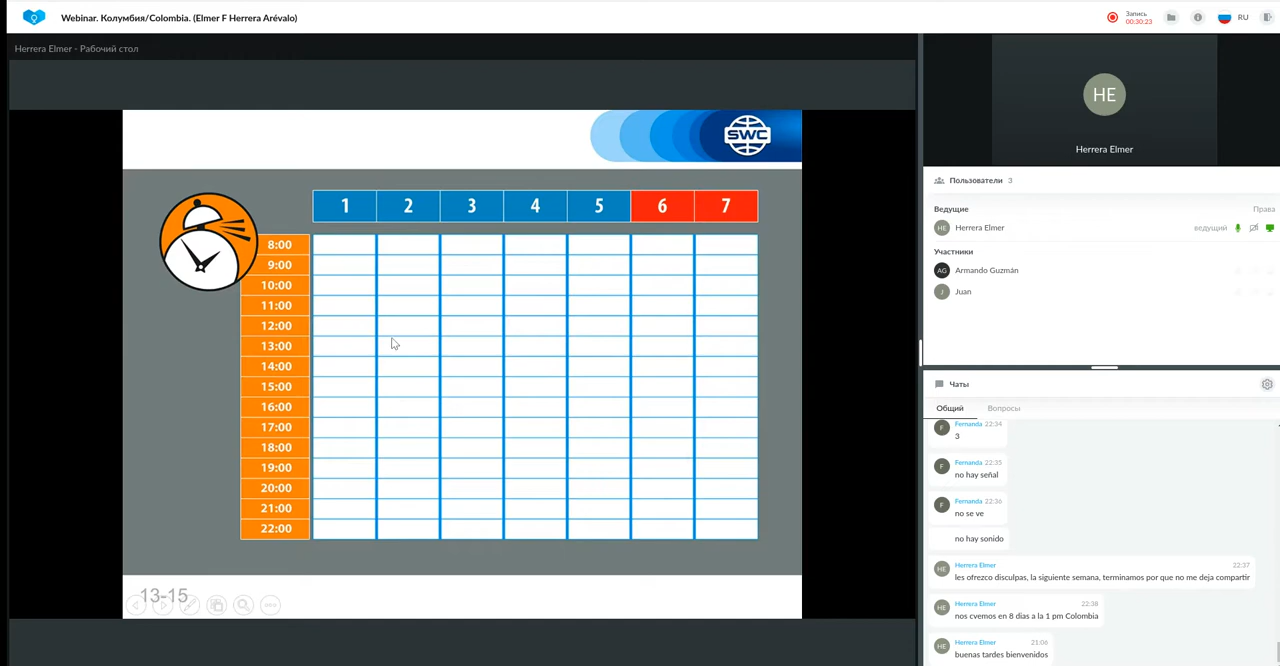 Webinar. Колумбия/Colombia. (Elmer F Herrera Arévalo)
Запись
00:30:23
RU
Herrera Elmer - Рабочий стол
SWC
1 2 3 4 5 6 7
8:00
9:00
10:00
11:00
12:00
13:00
14:00
15:00
16:00
17:00
18:00
19:00
20:00
21:00
22:00
13-15
HE
Herrera Elmer
Пользователи 3
Ведущие Права
HE Herrera Elmer ведущий
Участники
AG Armando Guzmán
J Juan
Чаты
Общий Вопросы
F Fernanda 22:34
3
F Fernanda 22:35
no hay señal
F Fernanda 22:36
no se ve
no hay sonido
HE Herrera Elmer 22:37
les ofrezco disculpas, la siguiente semana, terminamos por que no me deja compartir
HE Herrera Elmer 22:38
nos cvemos en 8 dias a la 1 pm Colombia
HE Herrera Elmer 21:06
buenas tardes bienvenidos